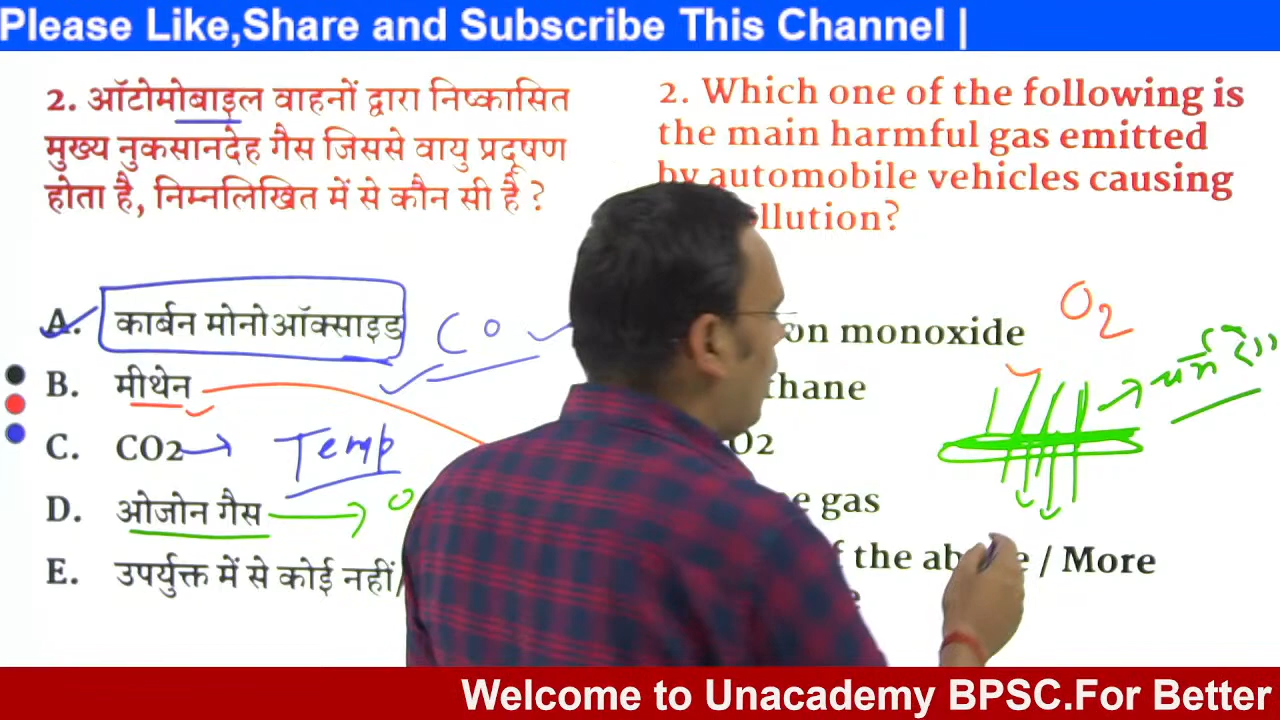 Please Like,Share and Subscribe This Channel |
2. ऑटोमोबाइल वाहनों द्वारा निष्कासित
मुख्य नुकसानदेह गैस जिससे वायु प्रदूषण
होता है, निम्नलिखित में से कौन सी है ?
A. कार्बन मोनोऑक्साइड CO
B. मीथेन
C. CO2 Temp
D. ओजोन गैस
E. उपर्युक्त में से कोई नहीं/
2. Which one of the following is
the main harmful gas emitted
by automobile vehicles causing
llution?
on monoxide
thane
O2
e gas
f the above / More
e
O2
Welcome to Unacademy BPSC.For Better